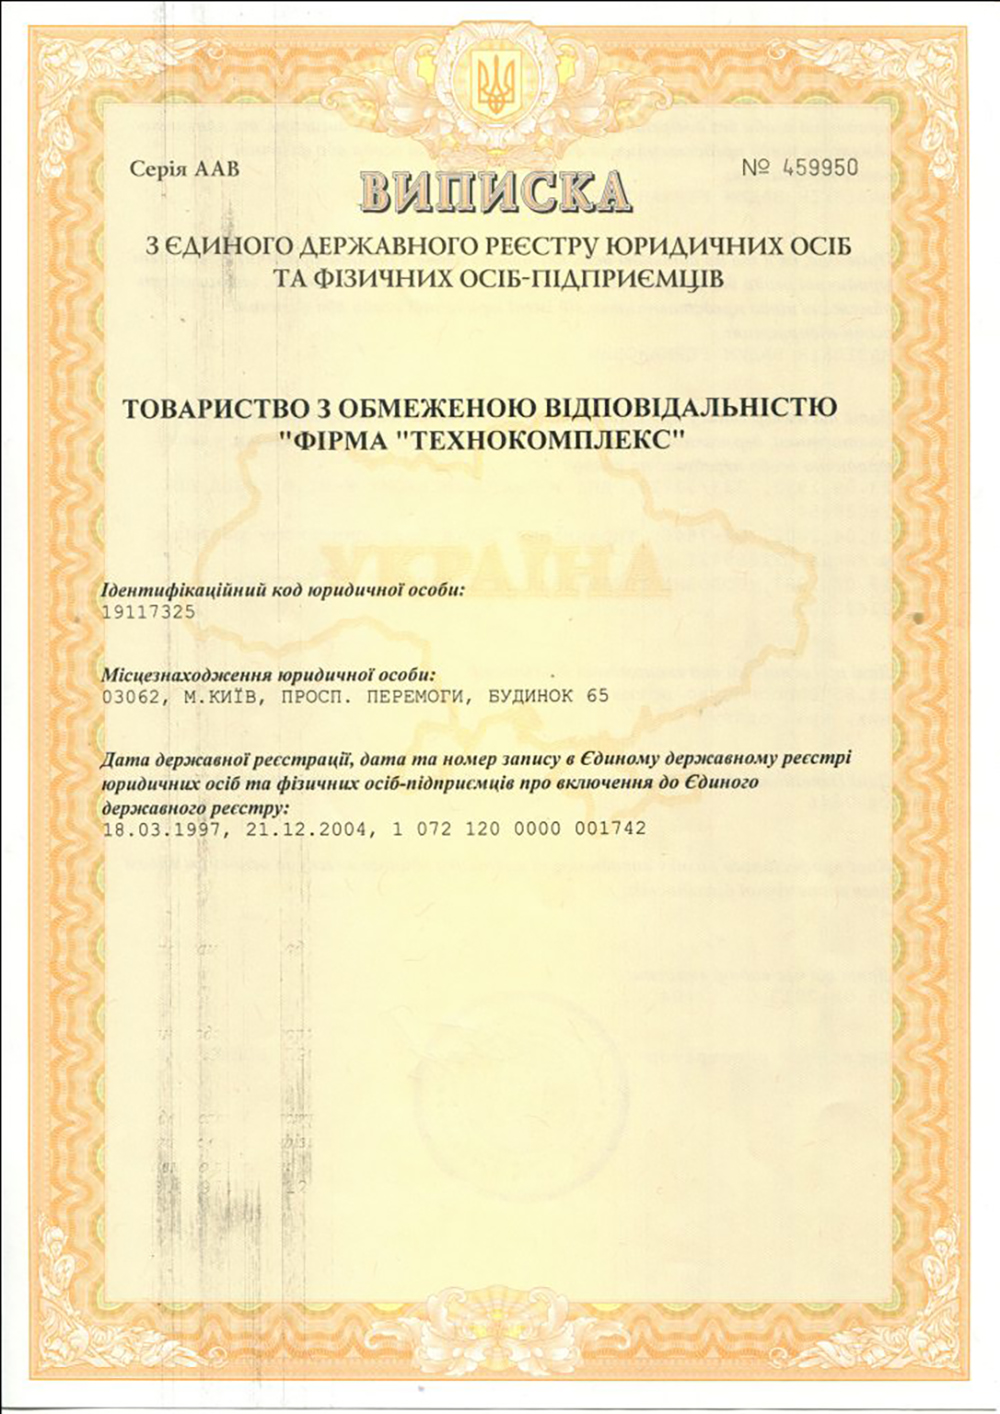 Серія ААВ
№ 459950
ВИПИСКА
З ЄДИНОГО ДЕРЖАВНОГО РЕЄСТРУ ЮРИДИЧНИХ ОСІБ
ТА ФІЗИЧНИХ ОСІБ-ПІДПРИЄМЦІВ
ТОВАРИСТВО З ОБМЕЖЕНОЮ ВІДПОВІДАЛЬНІСТЮ
"ФІРМА "ТЕХНОКОМПЛЕКС"
Ідентифікаційний код юридичної особи:
19117325
Місцезнаходження юридичної особи:
03062, М.КИЇВ, ПРОСП. ПЕРЕМОГИ, БУДИНОК 65
Дата державної реєстрації, дата та номер запису в Єдиному державному реєстрі
юридичних осіб та фізичних осіб-підприємців про включення до Єдиного
державного реєстру:
18.03.1997, 21.12.2004, 1 072 120 0000 001742